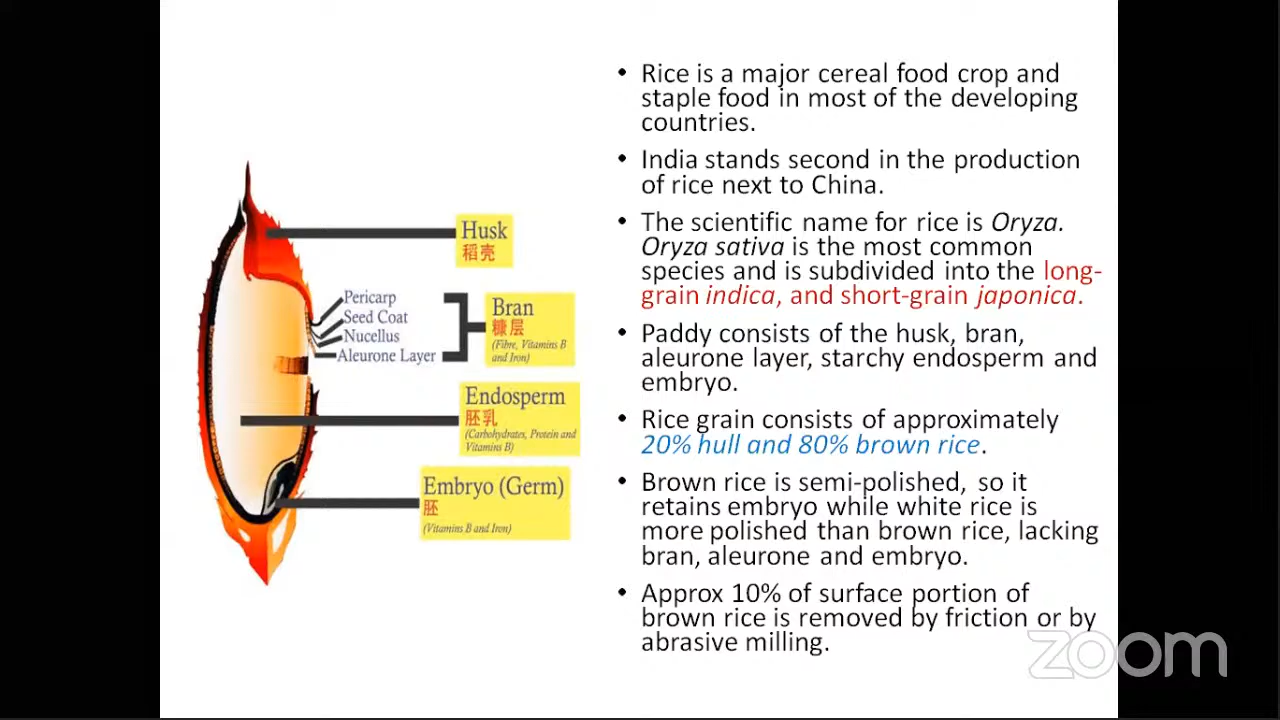 Husk
稻壳
Pericarp
Seed Coat
Nucellus
Aleurone Layer
Bran
糠层
(Fibre, Vitamins B
and Iron)
Endosperm
胚乳
(Carbohydrates, Protein and
Vitamins B)
Embryo (Germ)
胚
(Vitamins B and Iron)
• Rice is a major cereal food crop and
staple food in most of the developing
countries.
• India stands second in the production
of rice next to China.
• The scientific name for rice is Oryza.
Oryza sativa is the most common
species and is subdivided into the long-
grain indica, and short-grain japonica.
• Paddy consists of the husk, bran,
aleurone layer, starchy endosperm and
embryo.
• Rice grain consists of approximately
20% hull and 80% brown rice.
• Brown rice is semi-polished, so it
retains embryo while white rice is
more polished than brown rice, lacking
bran, aleurone and embryo.
• Approx 10% of surface portion of
brown rice is removed by friction or by
abrasive milling.
zoom